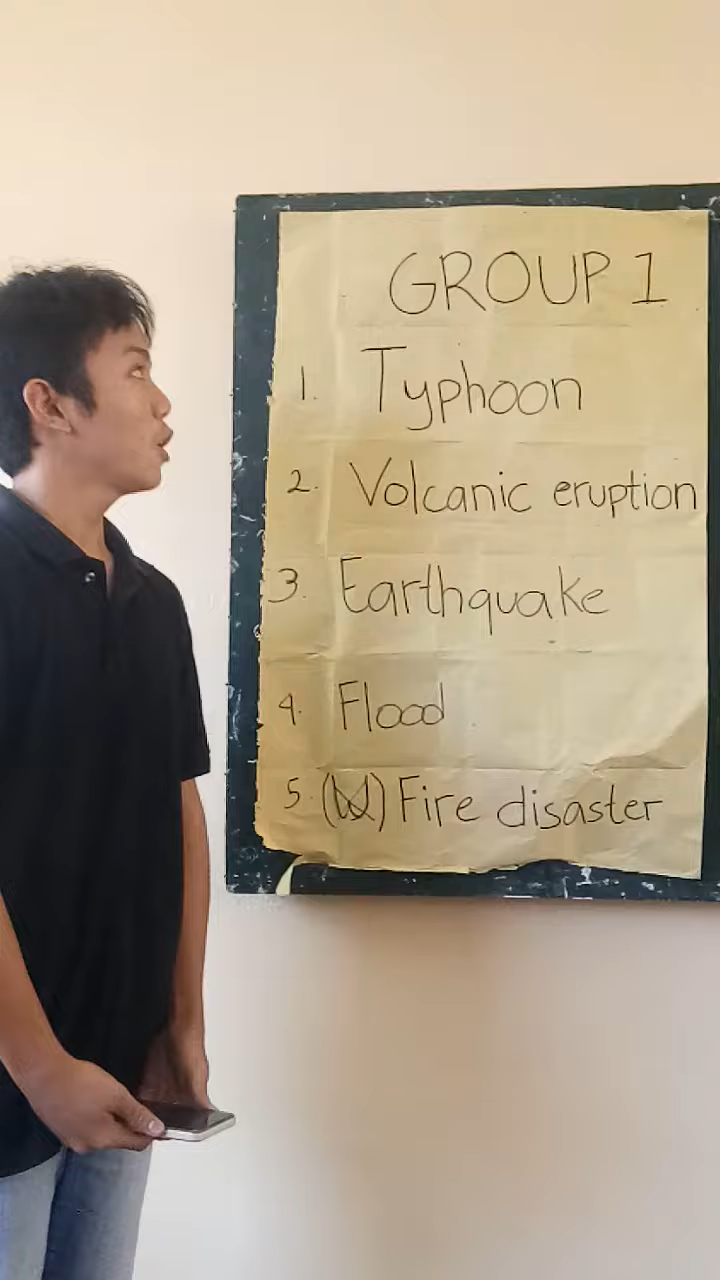 GROUP 1
1. Typhoon
2. Volcanic eruption
3. Earthquake
4. Flood
5. () Fire disaster